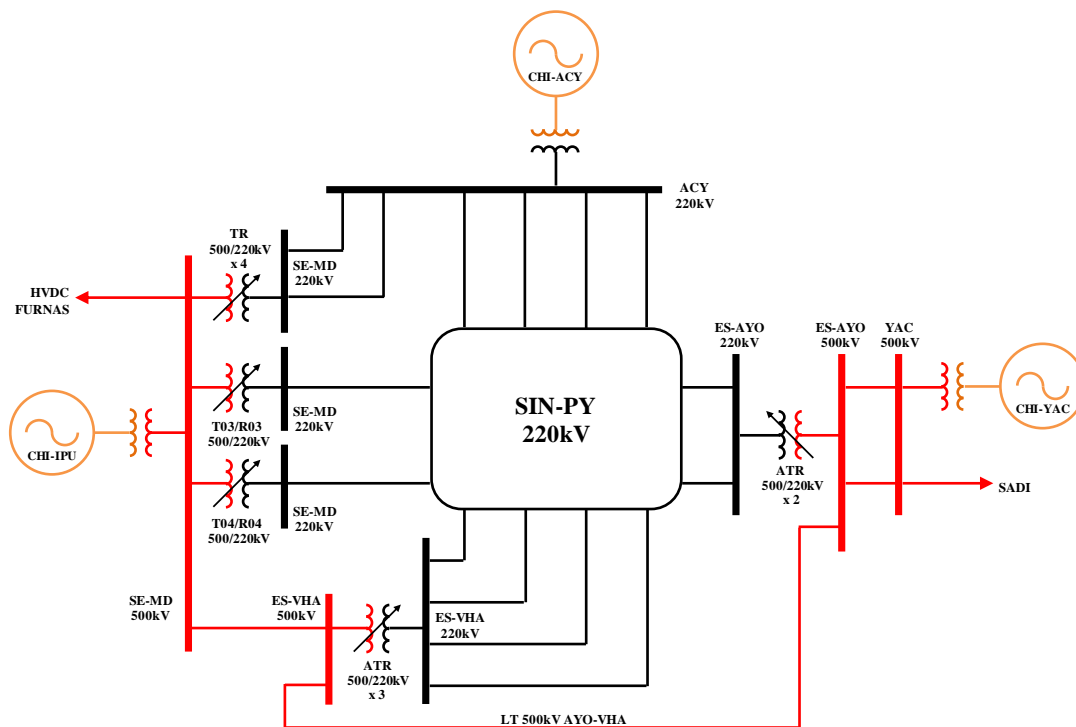 CHI-ACY
ACY
220kV
TR
500/220kV
x 4
SE-MD
220kV
HVDC
FURNAS
ES-AYO
220kV
ES-AYO
500kV
YAC
500kV
SE-MD
220kV
T03/R03
500/220kV
SIN-PY
220kV
CHI-IPU
CHI-YAC
ATR
500/220kV
x 2
SADI
SE-MD
220kV
T04/R04
500/220kV
SE-MD
500kV
ES-VHA
500kV
ES-VHA
220kV
ATR
500/220kV
x 3
LT 500kV AYO-VHA